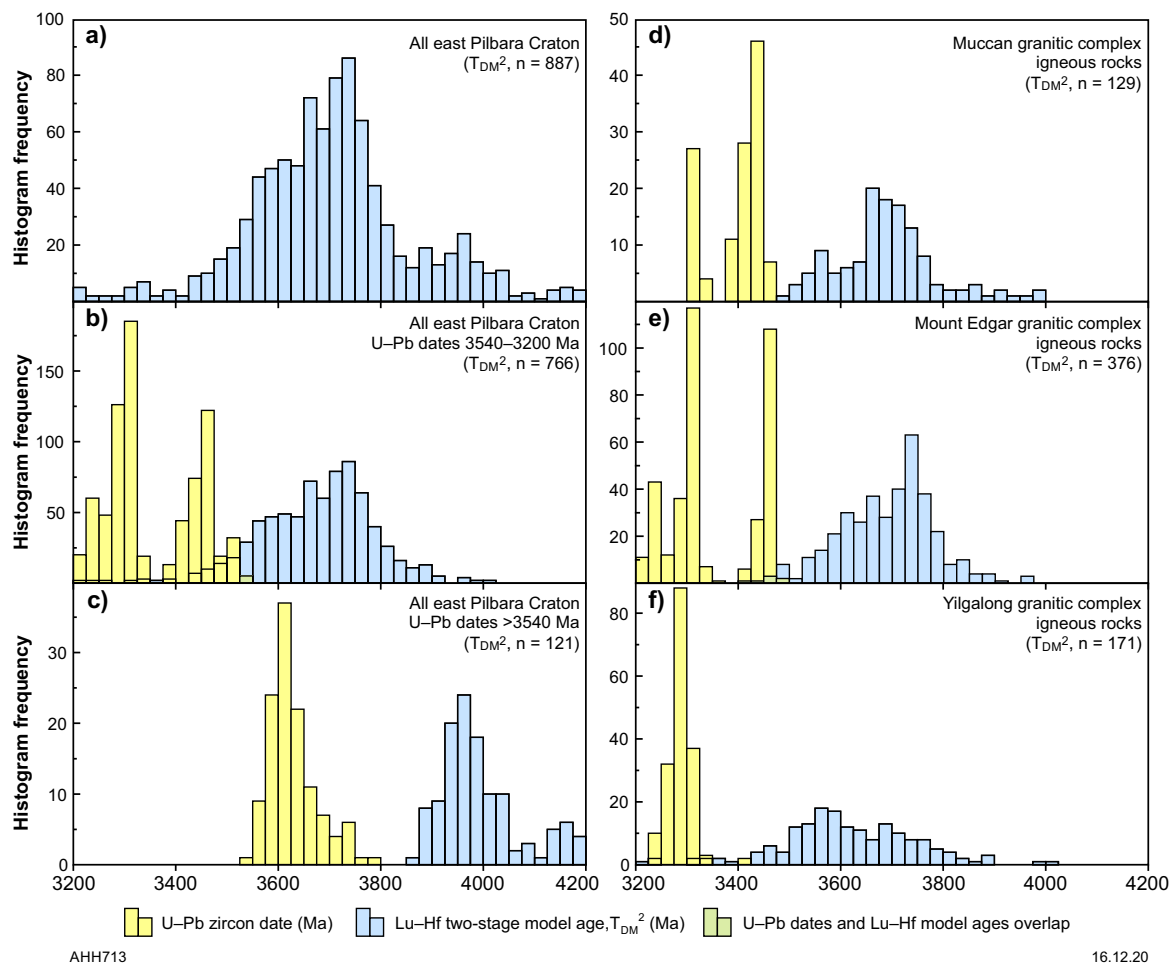 a)
All east Pilbara Craton
(TDM², n = 887)
Histogram frequency
100
80
60
40
20
b)
All east Pilbara Craton
U–Pb dates 3540–3200 Ma
(TDM², n = 766)
Histogram frequency
150
100
50
c)
All east Pilbara Craton
U–Pb dates >3540 Ma
(TDM², n = 121)
Histogram frequency
30
20
10
0
3200 3400 3600 3800 4000 4200
d)
Muccan granitic complex
igneous rocks
(TDM², n = 129)
50
40
30
20
10
0
e)
Mount Edgar granitic complex
igneous rocks
(TDM², n = 376)
100
80
60
40
20
f)
Yilgalong granitic complex
igneous rocks
(TDM², n = 171)
80
60
40
20
0
3200 3400 3600 3800 4000 4200
U–Pb zircon date (Ma) Lu–Hf two-stage model age,TDM² (Ma) U–Pb dates and Lu–Hf model ages overlap
AHH713 16.12.20